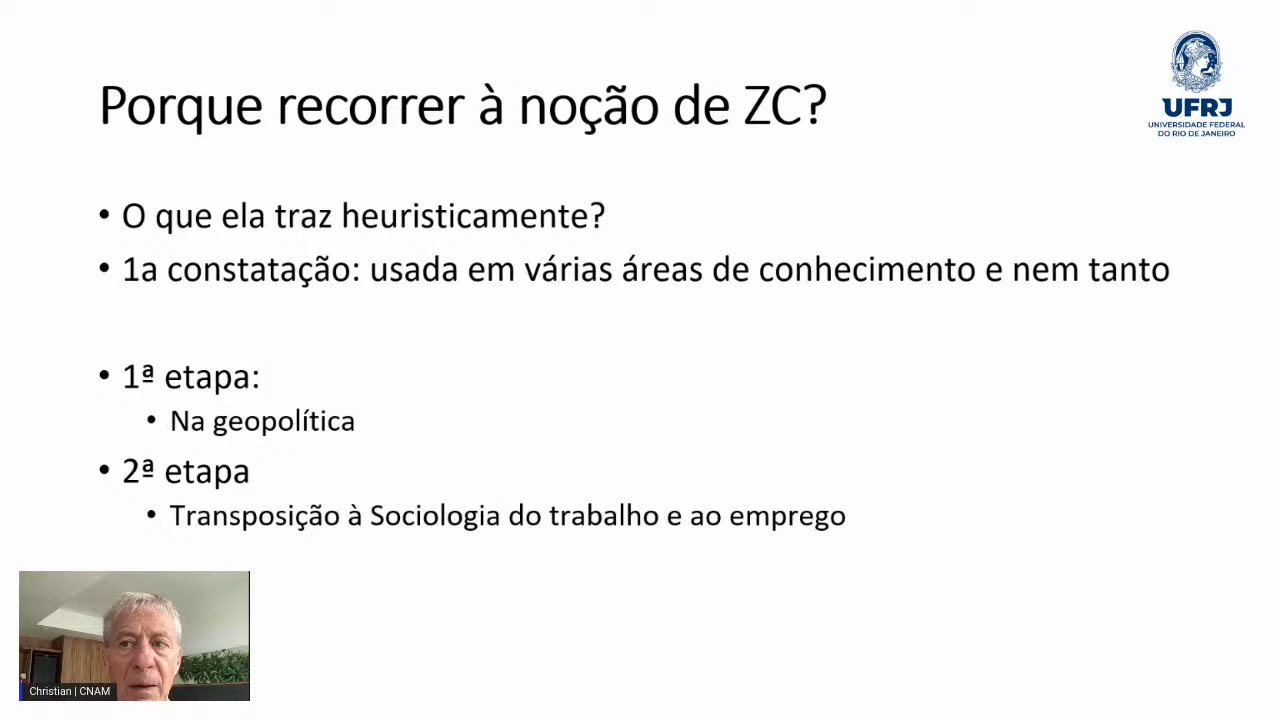 Porque recorrer à noção de ZC?
UFRJ
UNIVERSIDADE FEDERAL
DO RIO DE JANEIRO
• O que ela traz heuristicamente?
• 1a constatação: usada em várias áreas de conhecimento e nem tanto
• 1ª etapa:
• Na geopolítica
• 2ª etapa
• Transposição à Sociologia do trabalho e ao emprego
Christian | CNAM